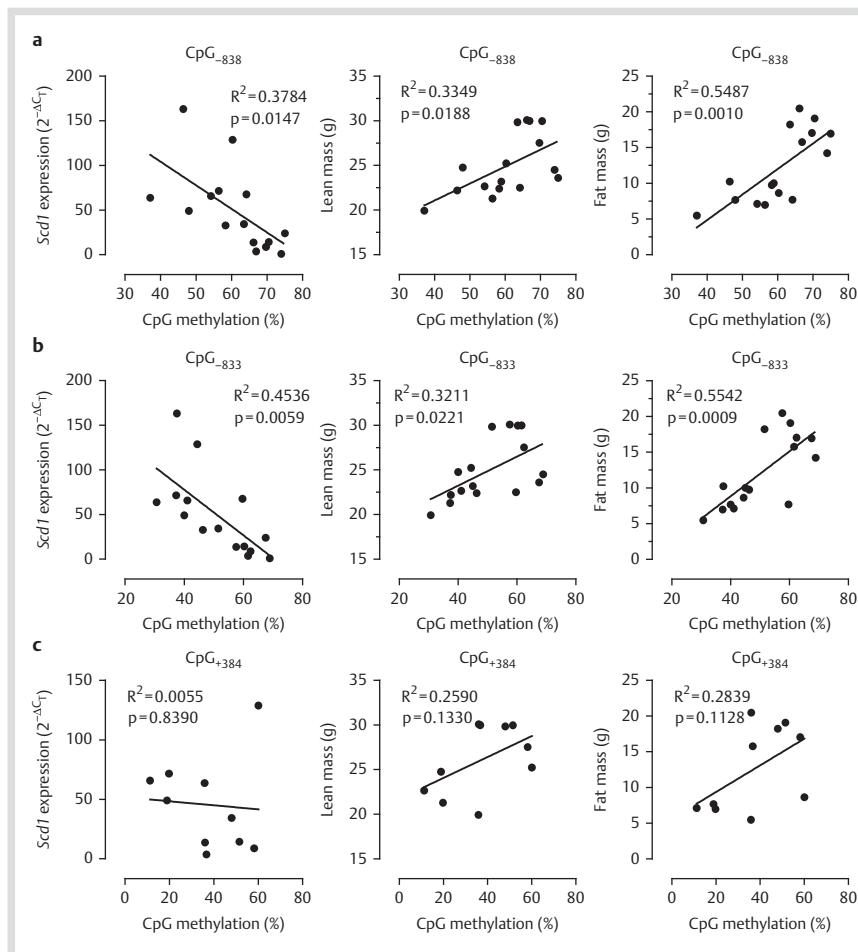 a
CpG₋₈₃₈ CpG₋₈₃₈ CpG₋₈₃₈
Scd1 expression (2^−ΔC_T)
200
150
100
50
0
R²=0.3784
p=0.0147
30 40 50 60 70 80
CpG methylation (%)
Lean mass (g)
35
30
25
20
15
R²=0.3349
p=0.0188
30 40 50 60 70 80
CpG methylation (%)
Fat mass (g)
25
20
15
10
5
0
R²=0.5487
p=0.0010
30 40 50 60 70 80
CpG methylation (%)
b
CpG₋₈₃₃ CpG₋₈₃₃ CpG₋₈₃₃
Scd1 expression (2^−ΔC_T)
200
150
100
50
0
R²=0.4536
p=0.0059
20 40 60 80
CpG methylation (%)
Lean mass (g)
35
30
25
20
15
R²=0.3211
p=0.0221
20 40 60 80
CpG methylation (%)
Fat mass (g)
25
20
15
10
5
0
R²=0.5542
p=0.0009
20 40 60 80
CpG methylation (%)
c
CpG₊₃₈₄ CpG₊₃₈₄ CpG₊₃₈₄
Scd1 expression (2^−ΔC_T)
150
100
50
0
R²=0.0055
p=0.8390
0 20 40 60 80
CpG methylation (%)
Lean mass (g)
35
30
25
20
15
R²=0.2590
p=0.1330
0 20 40 60 80
CpG methylation (%)
Fat mass (g)
25
20
15
10
5
0
R²=0.2839
p=0.1128
0 20 40 60 80
CpG methylation (%)